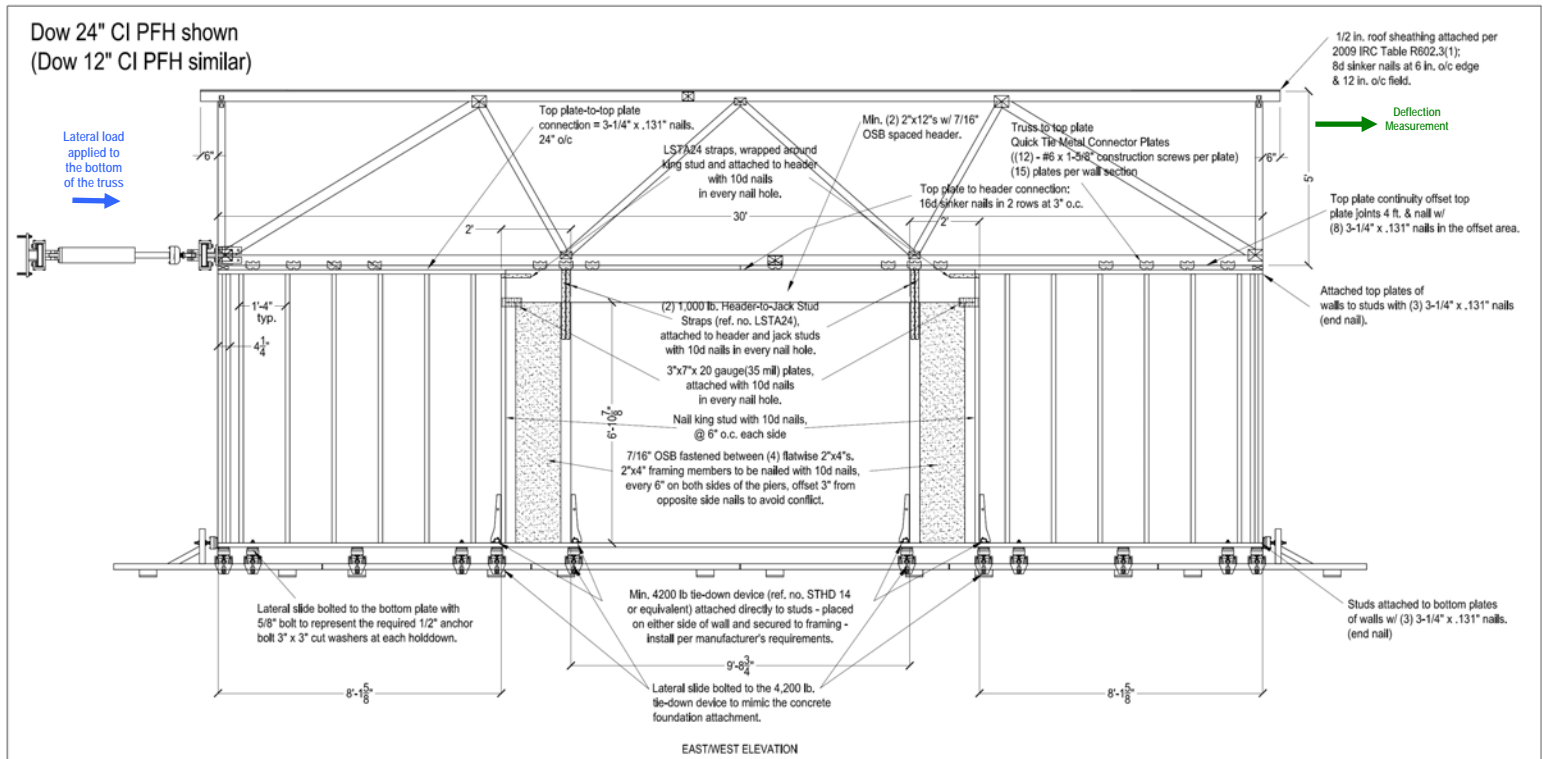 Dow 24" CI PFH shown
(Dow 12" CI PFH similar)
1/2 in. roof sheathing attached per
2009 IRC Table R602.3(1);
8d sinker nails at 6 in. o/c edge
& 12 in. o/c field.
Lateral load
applied to
the bottom
of the truss
6"
Top plate-to-top plate
connection = 3-1/4" x .131" nails.
24" o/c
LSTA24 straps, wrapped around
king stud and attached to header
with 10d nails
in every nail hole.
Min. (2) 2"x12"s w/ 7/16"
OSB spaced header.
Truss to top plate
Quick Tie Metal Connector Plates
((12) - #6 x 1-5/8" construction screws per plate)
(15) plates per wall section
Deflection
Measurement
6"
5'
Top plate to header connection:
16d sinker nails in 2 rows at 3" o.c.
Top plate continuity offset top
plate joints 4 ft. & nail w/
(8) 3-1/4" x .131" nails in the offset area.
30'
2'
2'
Attached top plates of
walls to studs with (3) 3-1/4" x .131" nails
(end nail).
1'-4"
typ.
4 1/4"
(2) 1,000 lb. Header-to-Jack Stud
Straps (ref. no. LSTA24),
attached to header and jack studs
with 10d nails in every nail hole.
3"x7"x 20 gauge(35 mil) plates,
attached with 10d nails
in every nail hole.
6'-10 7/8"
Nail king stud with 10d nails,
@ 6" o.c. each side
7/16" OSB fastened between (4) flatwise 2"x4"s.
2"x4" framing members to be nailed with 10d nails,
every 6" on both sides of the piers, offset 3" from
opposite side nails to avoid conflict.
Lateral slide bolted to the bottom plate with
5/8" bolt to represent the required 1/2" anchor
bolt 3" x 3" cut washers at each holddown.
Min. 4200 lb tie-down device (ref. no. STHD 14
or equivalent) attached directly to studs - placed
on either side of wall and secured to framing -
install per manufacturer's requirements.
Studs attached to bottom plates
of walls w/ (3) 3-1/4" x .131" nails.
(end nail)
9'-8 3/4"
8'-1 5/8"
Lateral slide bolted to the 4,200 lb.
tie-down device to mimic the concrete
foundation attachment.
8'-1 5/8"
EAST/WEST ELEVATION